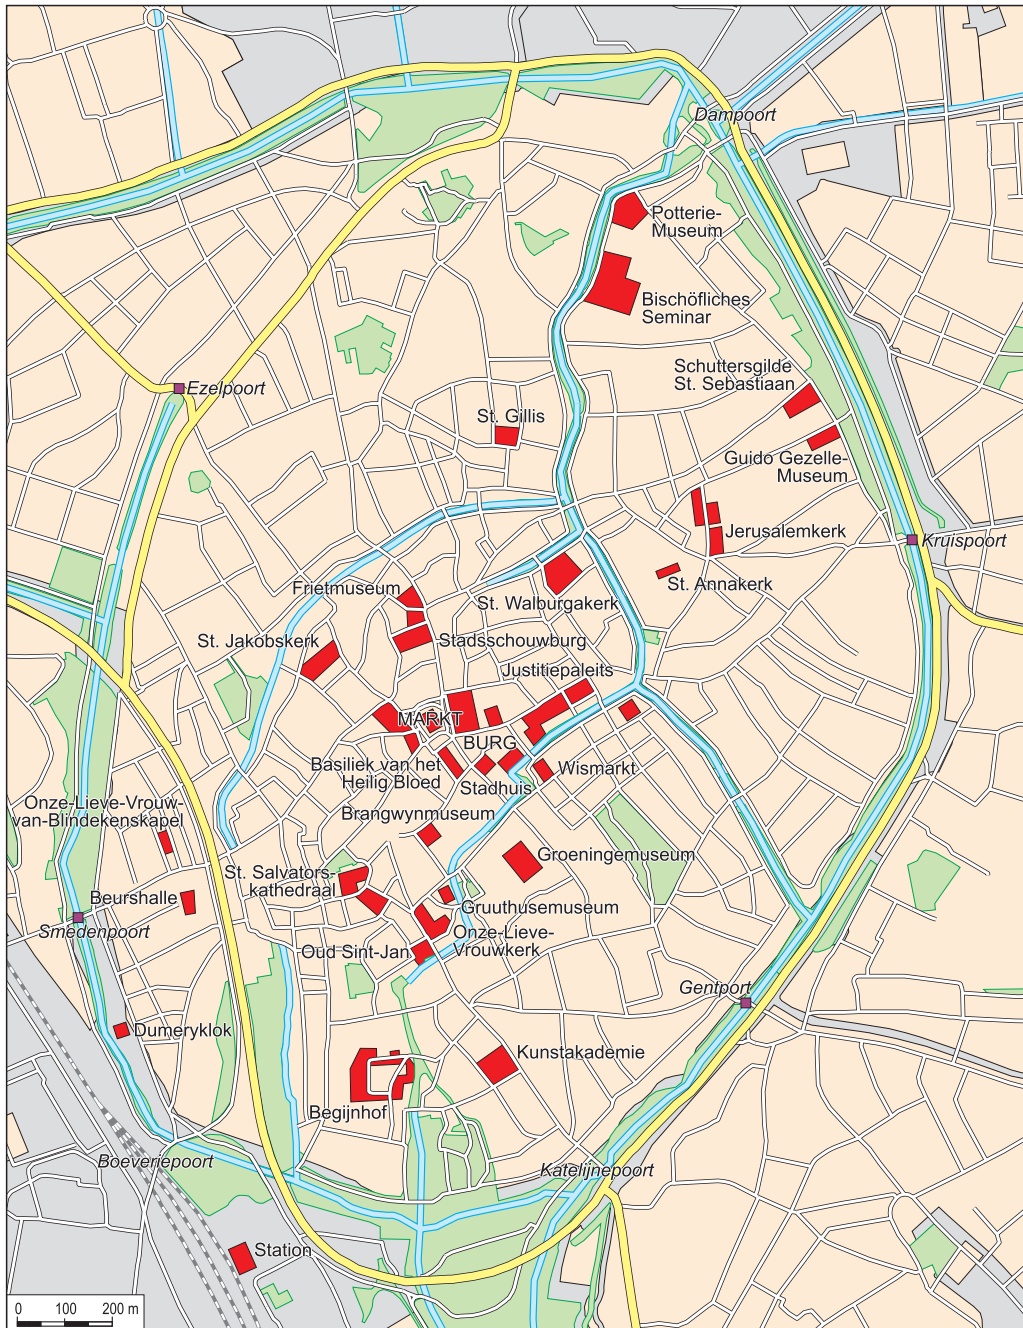 Dampoort
Potterie-
Museum
Bischöfliches
Seminar
Schuttersgilde
St. Sebastiaan
Ezelpoort
St. Gillis
Guido Gezelle-
Museum
Jerusalemkerk
Kruispoort
St. Annakerk
Frietmuseum
St. Walburgakerk
St. Jakobskerk
Stadsschouwburg
Justitiepaleits
MARKT
BURG
Basiliek van het
Heilig Bloed
Stadhuis
Wismarkt
Onze-Lieve-Vrouw-
van-Blindekenskapel
Brangwynmuseum
Groeningemuseum
St. Salvators-
kathedraal
Beurshalle
Gruuthusemuseum
Smedenpoort
Onze-Lieve-
Vrouwkerk
Oud Sint-Jan
Gentport
Dumeryklok
Kunstakademie
Begijnhof
Boeveriepoort
Katelijnepoort
Station
0 100 200 m